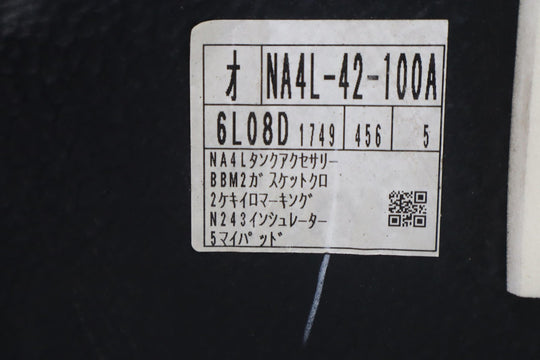 オ NA4L-42-100A
6L08D 1749 456 5
NA4Lタンクアクセサリー
BBM2ガスケットクロ
2ケキイロマーキング
N243インシュレーター
5マイパッド